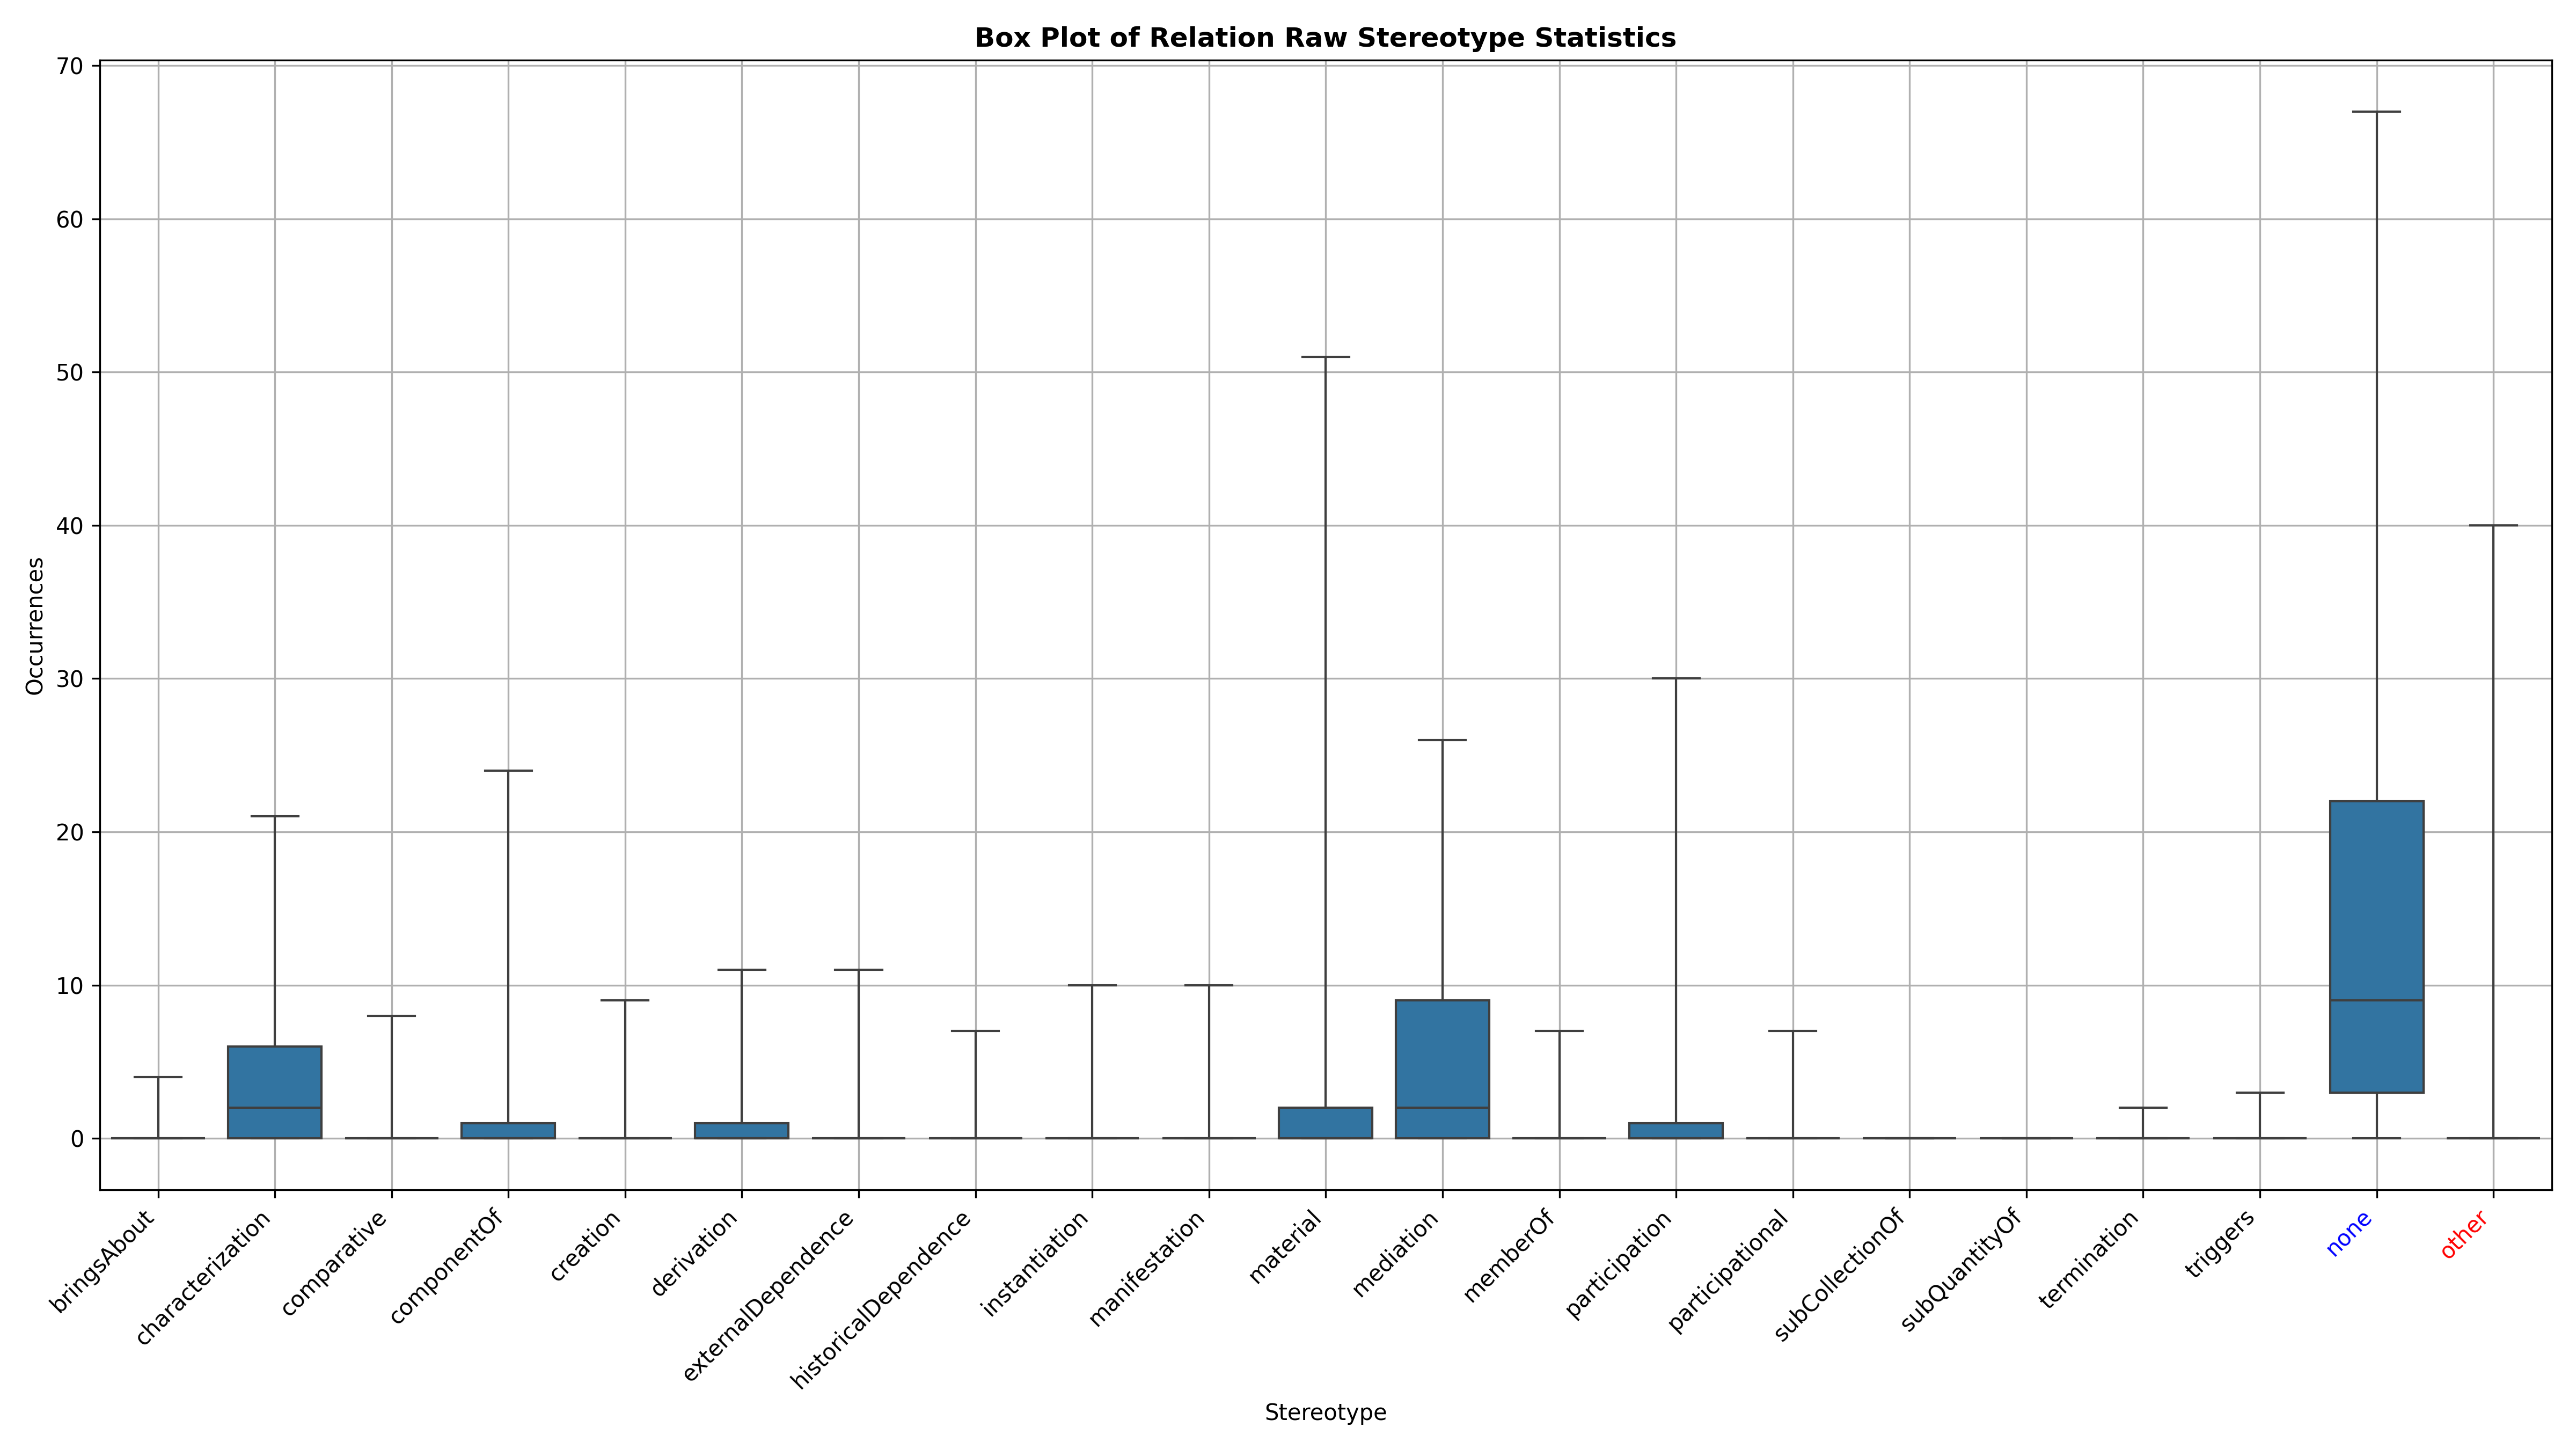 Box Plot of Relation Raw Stereotype Statistics
Occurrences
70
60
50
40
30
20
10
0
bringsAbout
characterization
comparative
componentOf
creation
derivation
externalDependence
historicalDependence
instantiation
manifestation
material
mediation
memberOf
participation
participational
subCollectionOf
subQuantityOf
termination
triggers
none
other
Stereotype